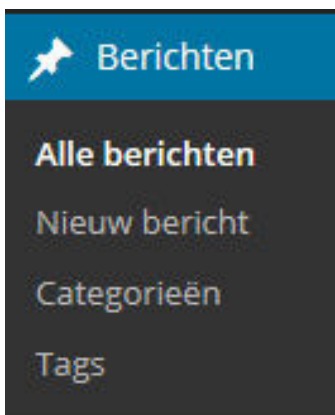 Berichten
Alle berichten
Nieuw bericht
Categorieën
Tags